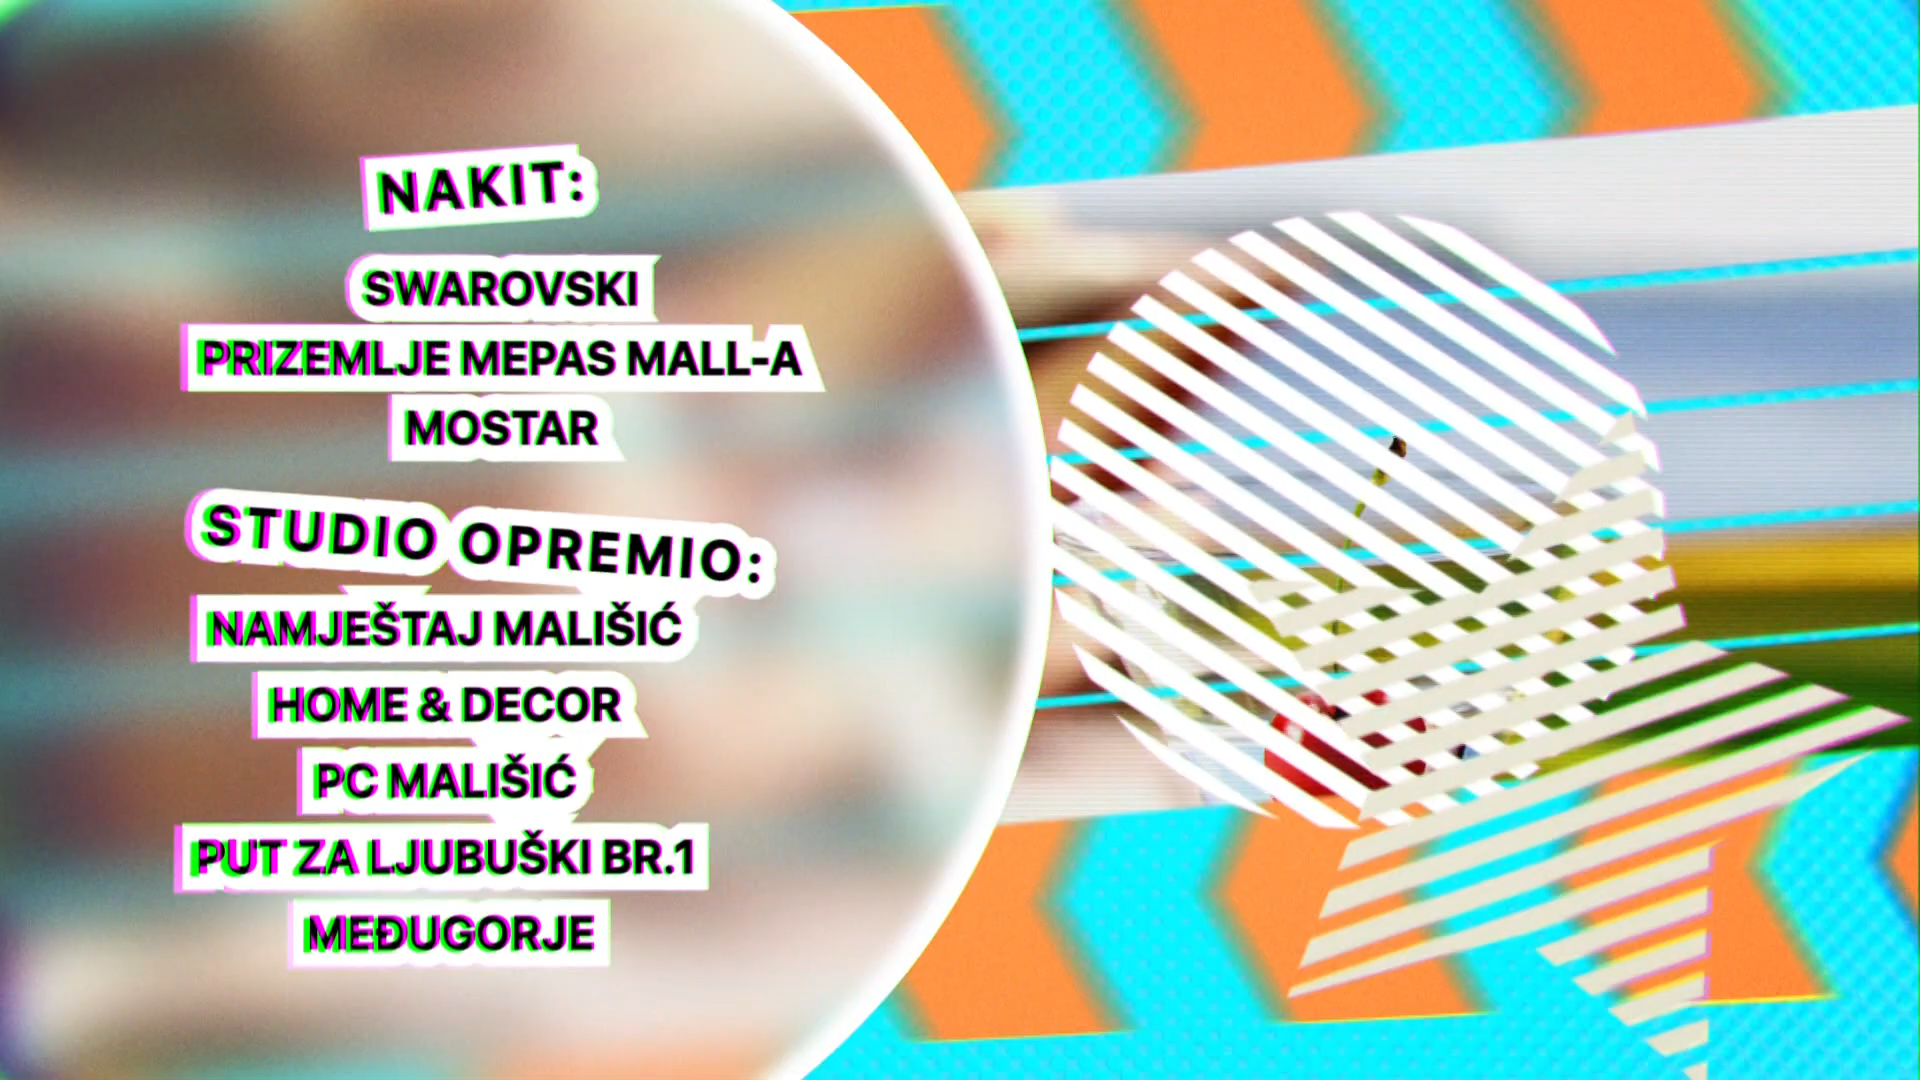 NAKIT:
SWAROVSKI
PRIZEMLJE MEPAS MALL-A
MOSTAR
STUDIO OPREMIO:
NAMJEŠTAJ MALIŠIĆ
HOME & DECOR
PC MALIŠIĆ
PUT ZA LJUBUŠKI BR.1
MEĐUGORJE